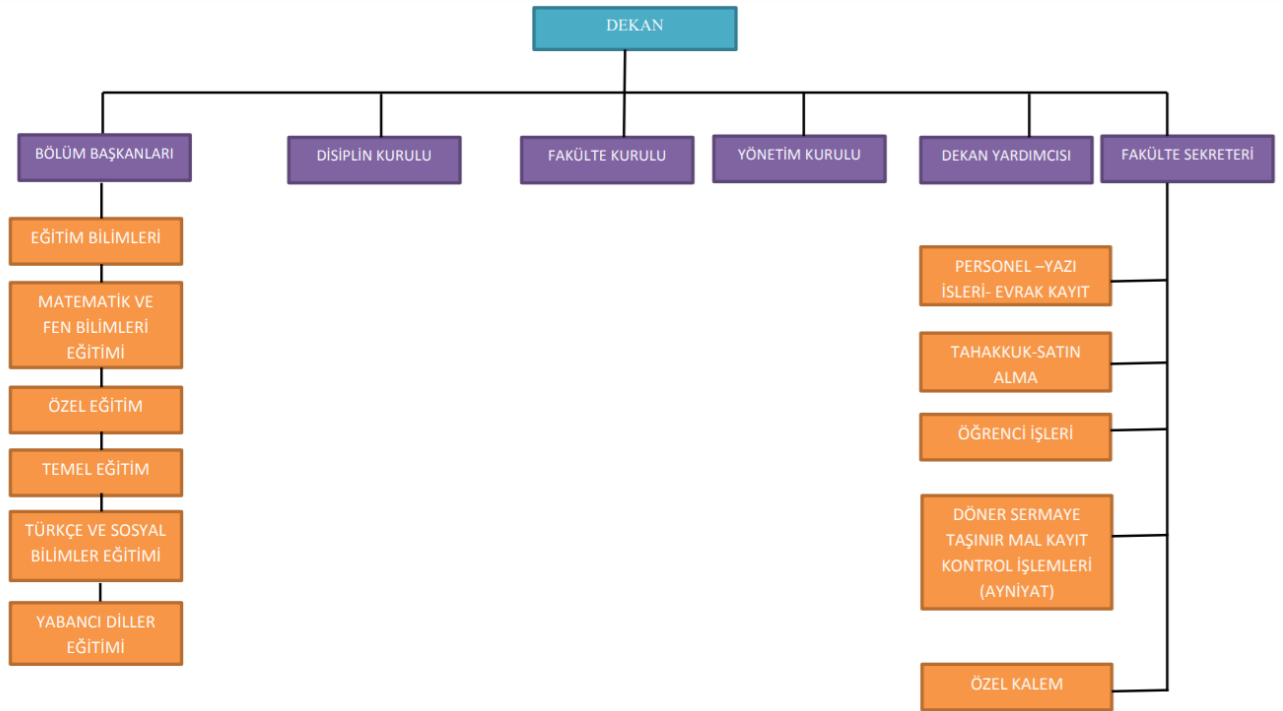 DEKAN
BÖLÜM BAŞKANLARI
DİSİPLİN KURULU
FAKÜLTE KURULU
YÖNETİM KURULU
DEKAN YARDIMCISI
FAKÜLTE SEKRETERİ
EĞİTİM BİLİMLERİ
MATEMATİK VE
FEN BİLİMLERİ
EĞİTİMİ
ÖZEL EĞİTİM
TEMEL EĞİTİM
TÜRKÇE VE SOSYAL
BİLİMLER EĞİTİMİ
YABANCI DİLLER
EĞİTİMİ
PERSONEL –YAZI
İSLERİ- EVRAK KAYIT
TAHAKKUK-SATIN
ALMA
ÖĞRENCİ İŞLERİ
DÖNER SERMAYE
TAŞINIR MAL KAYIT
KONTROL İŞLEMLERİ
(AYNİYAT)
ÖZEL KALEM